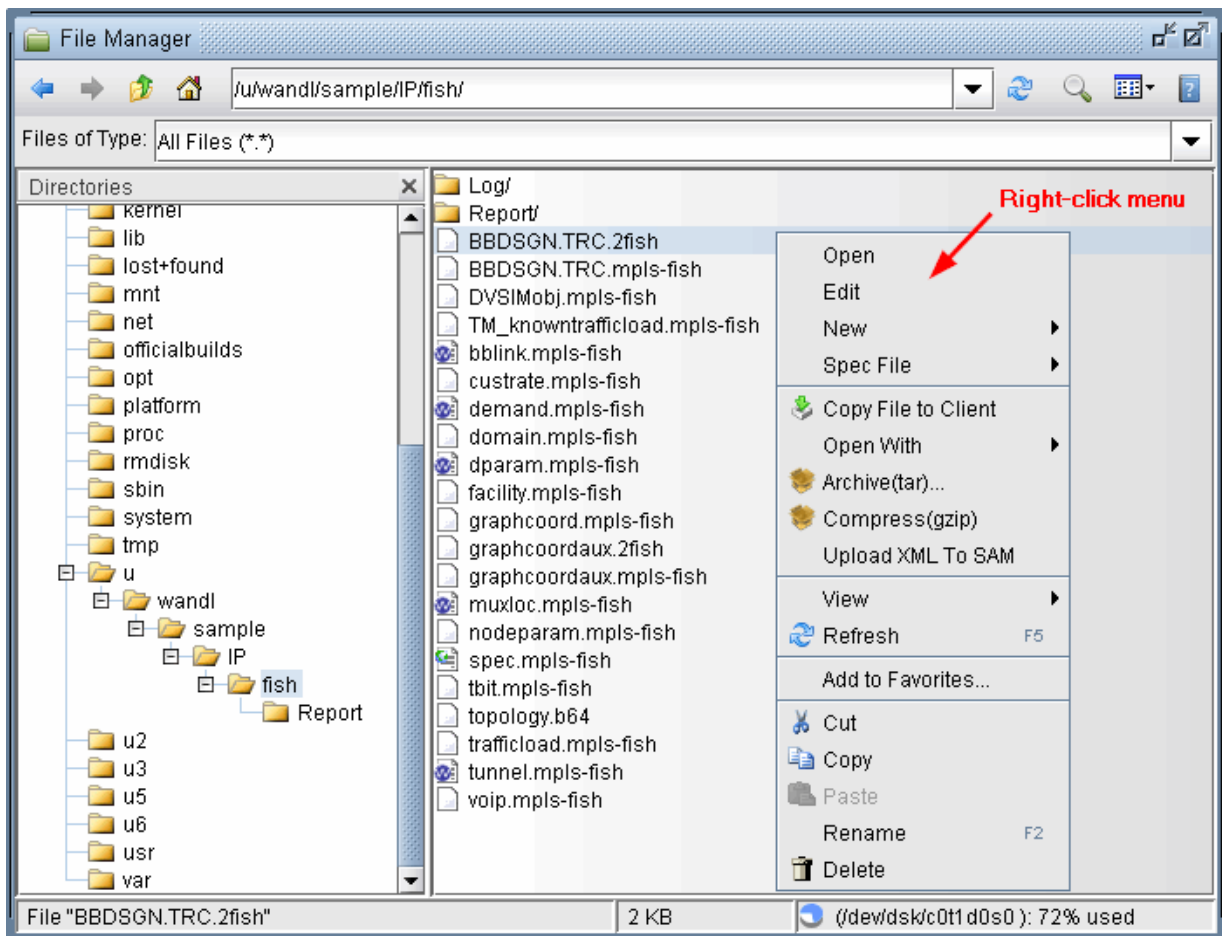 File Manager
/u/wandl/sample/IP/fish/
Files of Type: All Files (*.*)
Directories
kernel
lib
lost+found
mnt
net
officialbuilds
opt
platform
proc
rmdisk
sbin
system
tmp
u
wandl
sample
IP
fish
Report
u2
u3
u5
u6
usr
var
Log/
Report/
BBDSGN.TRC.2fish
BBDSGN.TRC.mpls-fish
DVSIMobj.mpls-fish
TM_knowntrafficload.mpls-fish
bblink.mpls-fish
custrate.mpls-fish
demand.mpls-fish
domain.mpls-fish
dparam.mpls-fish
facility.mpls-fish
graphcoord.mpls-fish
graphcoordaux.2fish
graphcoordaux.mpls-fish
muxloc.mpls-fish
nodeparam.mpls-fish
spec.mpls-fish
tbit.mpls-fish
topology.b64
trafficload.mpls-fish
tunnel.mpls-fish
voip.mpls-fish
Right-click menu
Open
Edit
New
Spec File
Copy File to Client
Open With
Archive(tar)...
Compress(gzip)
Upload XML To SAM
View
Refresh F5
Add to Favorites...
Cut
Copy
Paste
Rename F2
Delete
File "BBDSGN.TRC.2fish"
2 KB
(/dev/dsk/c0t1d0s0 ): 72% used